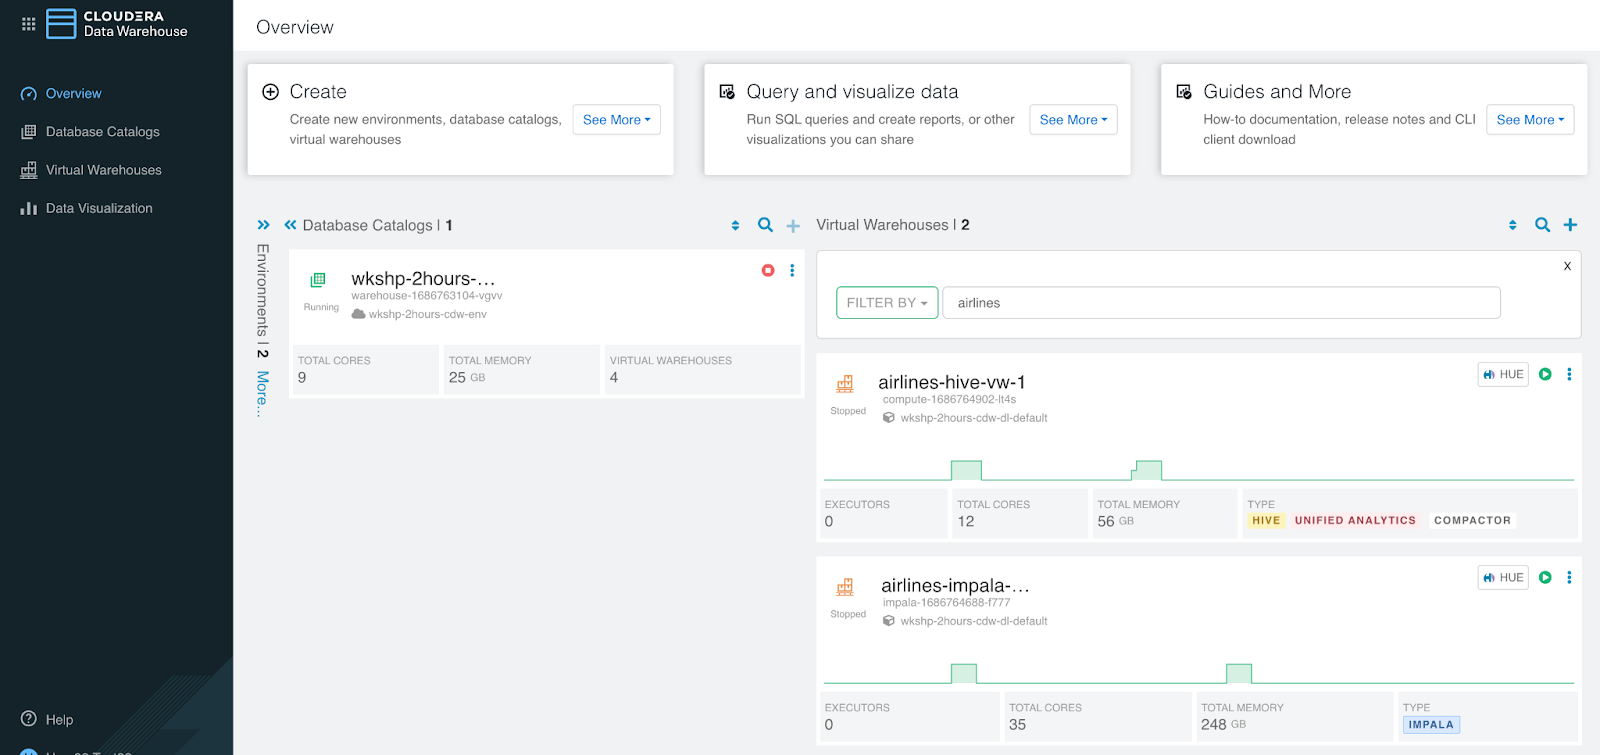 CLOUDERA
Data Warehouse
Overview
Database Catalogs
Virtual Warehouses
Data Visualization
Help
Overview
Create
Create new environments, database catalogs,
virtual warehouses
See More
Query and visualize data
Run SQL queries and create reports, or other
visualizations you can share
See More
Guides and More
How-to documentation, release notes and CLI
client download
See More
Environments | 2 More...
Database Catalogs | 1
Running
wkshp-2hours-...
warehouse-1686763104-vgvv
wkshp-2hours-cdw-env
TOTAL CORES
9
TOTAL MEMORY
25 GB
VIRTUAL WAREHOUSES
4
Virtual Warehouses | 2
X
FILTER BY
airlines
Stopped
airlines-hive-vw-1
compute-1686764902-lt4s
wkshp-2hours-cdw-dl-default
HUE
EXECUTORS
0
TOTAL CORES
12
TOTAL MEMORY
56 GB
TYPE
HIVE UNIFIED ANALYTICS COMPACTOR
Stopped
airlines-impala-...
impala-1686764688-f777
wkshp-2hours-cdw-dl-default
HUE
EXECUTORS
0
TOTAL CORES
35
TOTAL MEMORY
248 GB
TYPE
IMPALA